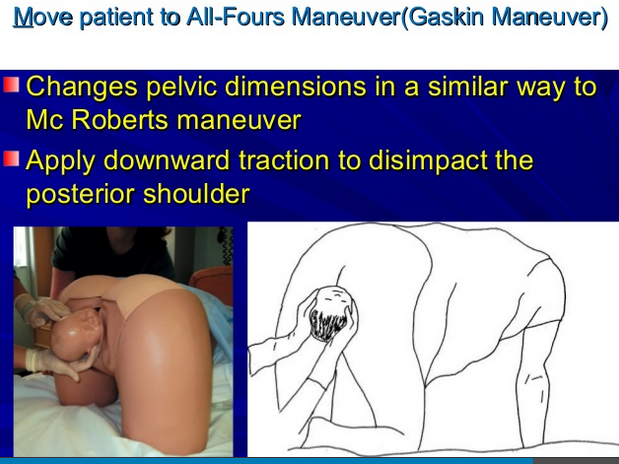 Move patient to All-Fours Maneuver(Gaskin Maneuver)
Changes pelvic dimensions in a similar way to
Mc Roberts maneuver
Apply downward traction to disimpact the
posterior shoulder